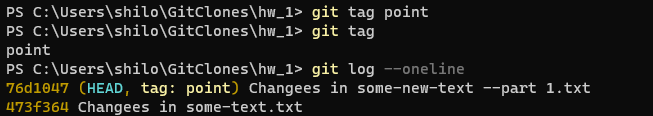 PS C:\Users\shilo\GitClones\hw_1> git tag point
PS C:\Users\shilo\GitClones\hw_1> git tag
point
PS C:\Users\shilo\GitClones\hw_1> git log --oneline
76d1047 (HEAD, tag: point) Changees in some-new-text --part 1.txt
473f364 Changees in some-text.txt